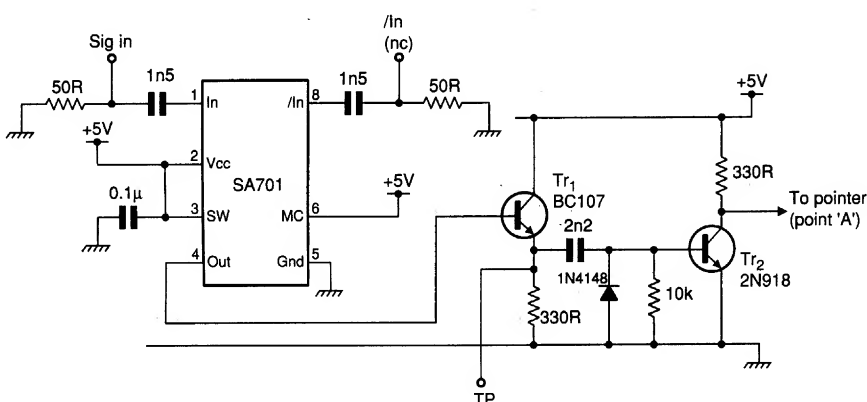 Sig in
/In
(nc)
50R
1n5
1
In
/In
8
1n5
50R
+5V
2
Vcc
SA701
0.1μ
3
SW
MC
6
+5V
4
Out
Gnd
5
+5V
330R
Tr1
BC107
2n2
1N4148
330R
10k
To pointer
(point 'A')
Tr2
2N918
TP